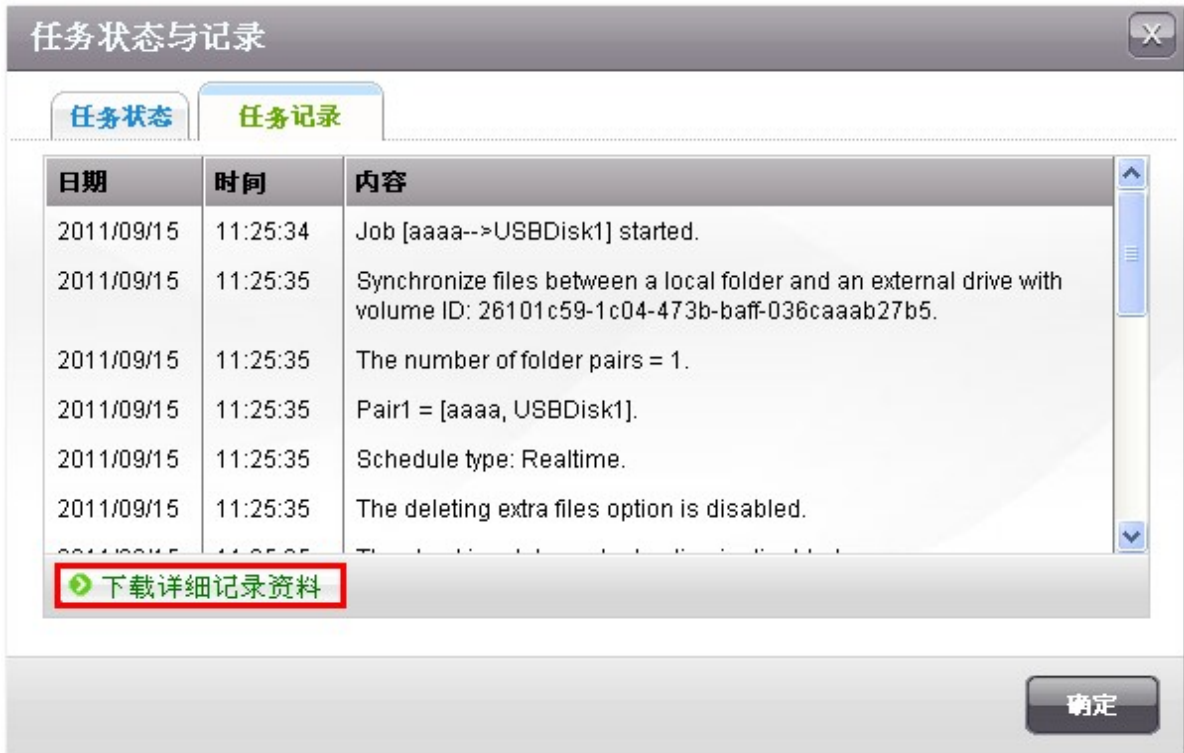 任务状态与记录
X
任务状态 任务记录
日期 时间 内容
2011/09/15 11:25:34 Job [aaaa-->USBDisk1] started.
2011/09/15 11:25:35 Synchronize files between a local folder and an external drive with
volume ID: 26101c59-1c04-473b-baff-036caaab27b5.
2011/09/15 11:25:35 The number of folder pairs = 1.
2011/09/15 11:25:35 Pair1 = [aaaa, USBDisk1].
2011/09/15 11:25:35 Schedule type: Realtime.
2011/09/15 11:25:35 The deleting extra files option is disabled.
下载详细记录资料
确定